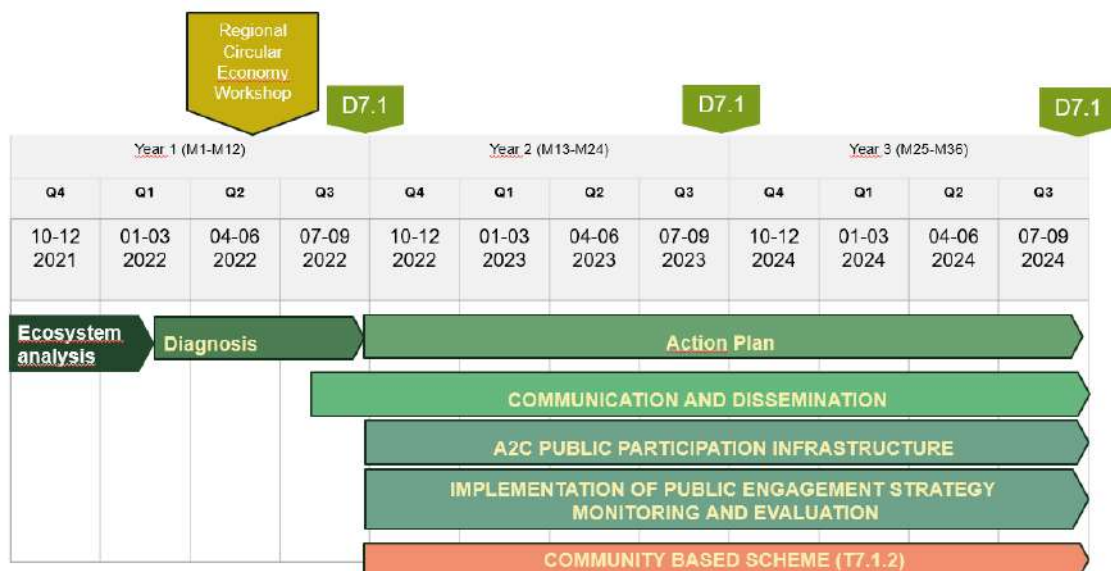 Regional
Circular
Economy
Workshop
D7.1
D7.1
D7.1
Year 1 (M1-M12)
Year 2 (M13-M24)
Year 3 (M25-M36)
Q4 Q1 Q2 Q3 Q4 Q1 Q2 Q3 Q4 Q1 Q2 Q3
10-12 01-03 04-06 07-09 10-12 01-03 04-06 07-09 10-12 01-03 04-06 07-09
2021 2022 2022 2022 2022 2023 2023 2023 2024 2024 2024 2024
Ecosystem
analysis
Diagnosis
Action Plan
COMMUNICATION AND DISSEMINATION
A2C PUBLIC PARTICIPATION INFRASTRUCTURE
IMPLEMENTATION OF PUBLIC ENGAGEMENT STRATEGY
MONITORING AND EVALUATION
COMMUNITY BASED SCHEME (T7.1.2)